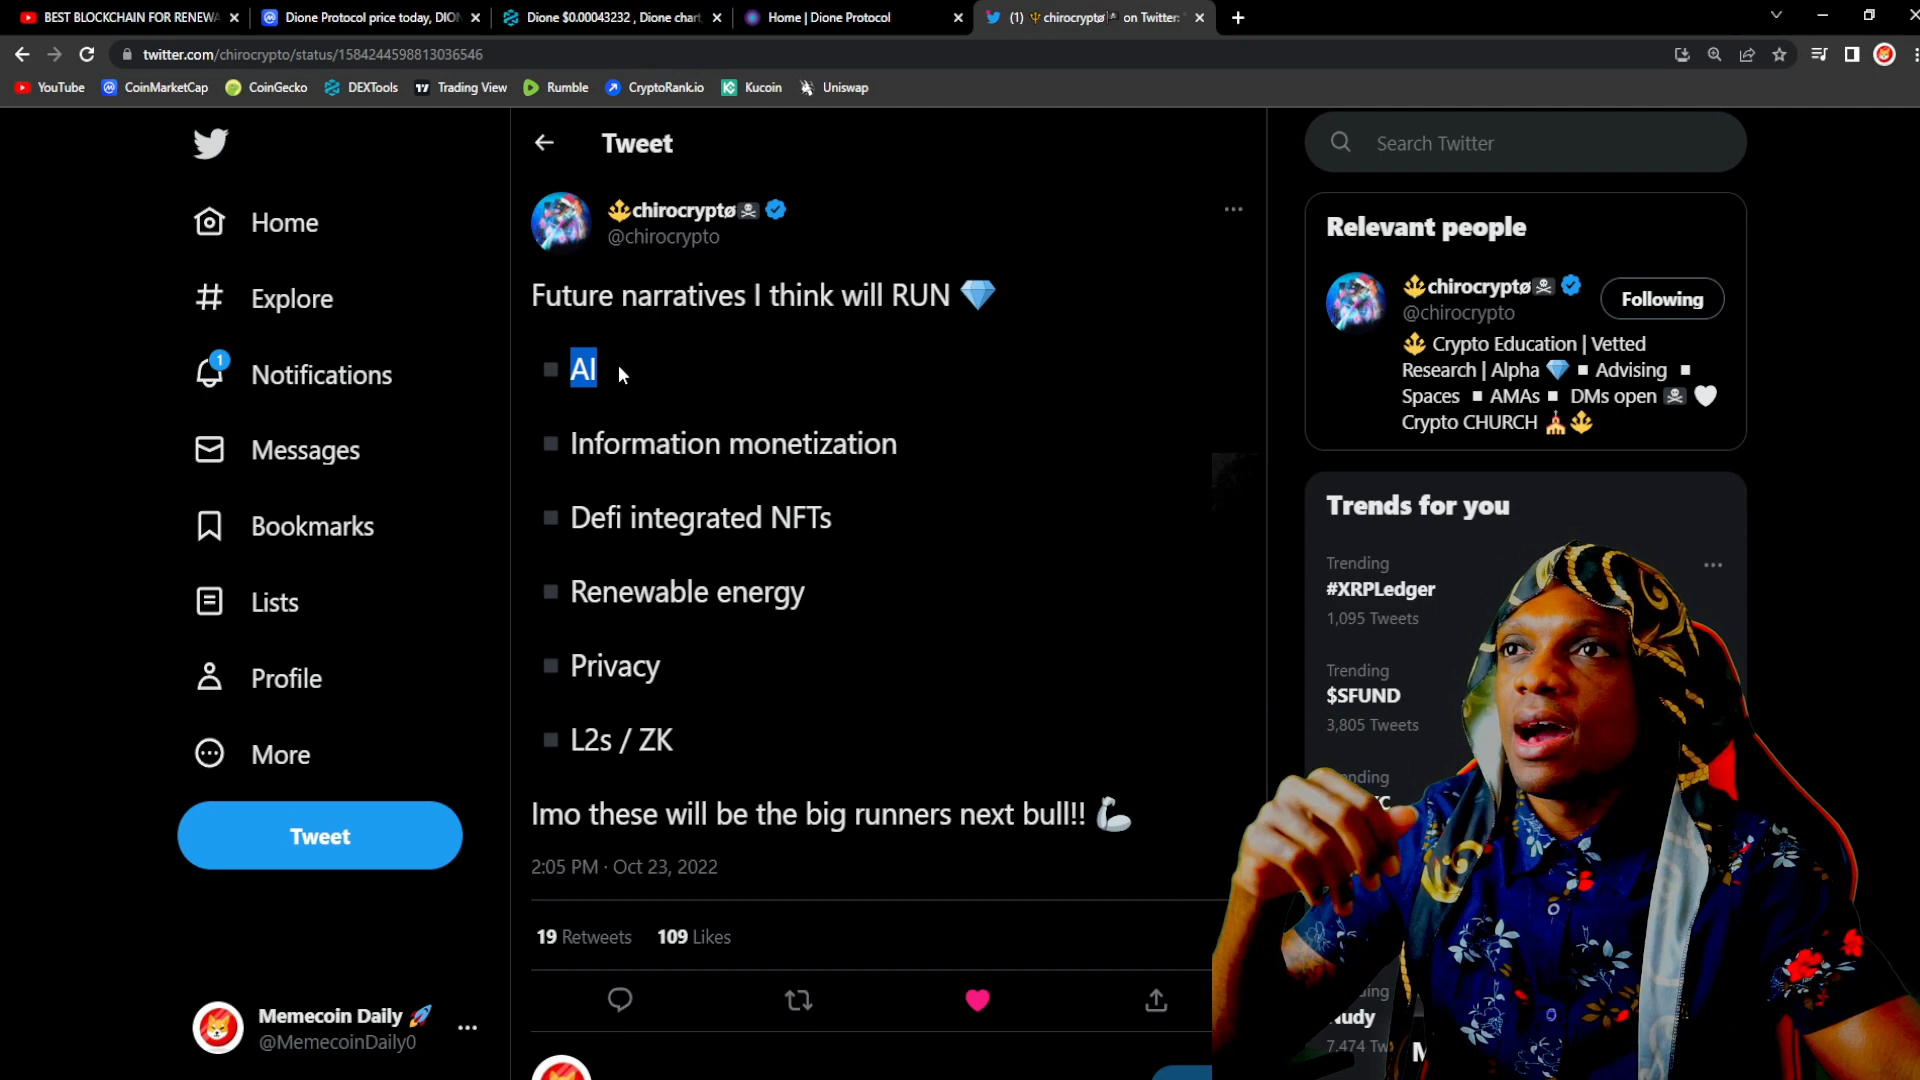 BEST BLOCKCHAIN FOR RENEWA
Dione Protocol price today, DION
Dione $0.00043232 , Dione chart
Home | Dione Protocol
(1) 🔱chirocryptø🏴‍☠️ on Twitter: "
twitter.com/chirocrypto/status/1584244598813036546
YouTube
CoinMarketCap
CoinGecko
DEXTools
Trading View
Rumble
CryptoRank.io
Kucoin
Uniswap
Home
Explore
1
Notifications
Messages
Bookmarks
Lists
Profile
More
Tweet
Memecoin Daily 🚀
@MemecoinDaily0
Tweet
🔱chirocryptø🏴‍☠️
@chirocrypto
Future narratives I think will RUN 💎
▪ AI
▪ Information monetization
▪ Defi integrated NFTs
▪ Renewable energy
▪ Privacy
▪ L2s / ZK
Imo these will be the big runners next bull!! 🦾
2:05 PM · Oct 23, 2022
19 Retweets 109 Likes
Search Twitter
Relevant people
🔱chirocryptø🏴‍☠️
@chirocrypto
Following
🔱 Crypto Education | Vetted
Research | Alpha 💎 ▪ Advising ▪
Spaces ▪ AMAs ▪ DMs open 🏴‍☠️ 🤍
Crypto CHURCH ⛪🔱
Trends for you
Trending
#XRPLedger
1,095 Tweets
Trending
$SFUND
3,805 Tweets